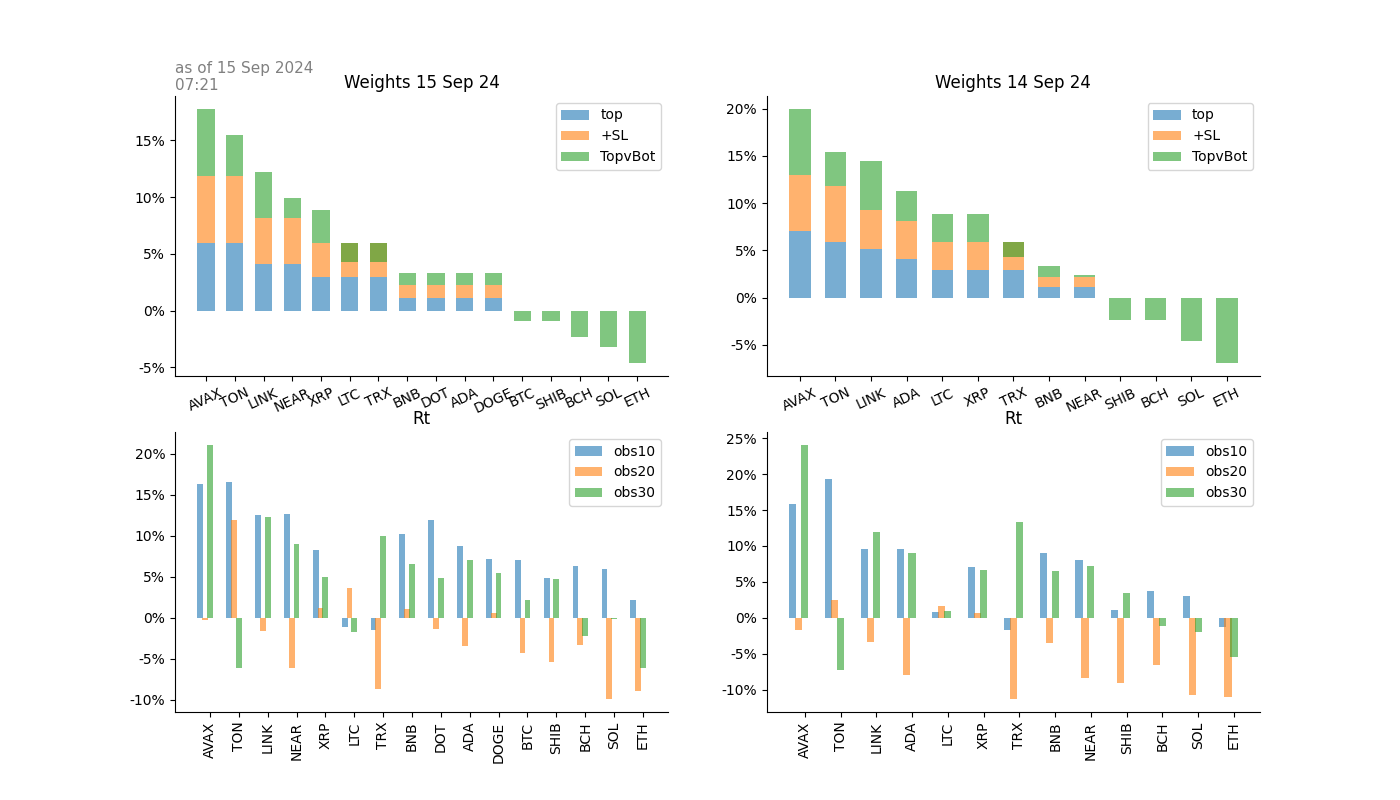 as of 15 Sep 2024
07:21
Weights 15 Sep 24
top
+SL
TopvBot
15%
10%
5%
0%
-5%
AVAX TON LINK NEAR XRP LTC TRX BNB DOT ADA DOGE BTC SHIB BCH SOL ETH
Weights 14 Sep 24
top
+SL
TopvBot
20%
15%
10%
5%
0%
-5%
AVAX TON LINK ADA LTC XRP TRX BNB NEAR SHIB BCH SOL ETH
Rt
obs10
obs20
obs30
20%
15%
10%
5%
0%
-5%
-10%
AVAX TON LINK NEAR XRP LTC TRX BNB DOT ADA DOGE BTC SHIB BCH SOL ETH
Rt
obs10
obs20
obs30
25%
20%
15%
10%
5%
0%
-5%
-10%
AVAX TON LINK ADA LTC XRP TRX BNB NEAR SHIB BCH SOL ETH